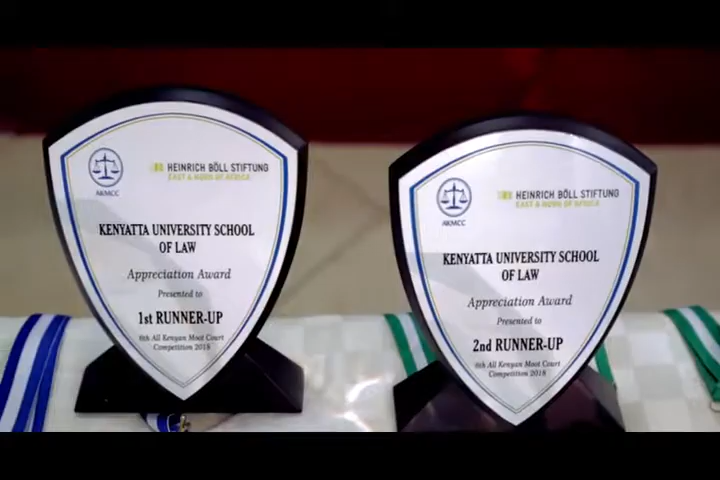 HEINRICH BÖLL STIFTUNG
EAST & HORN OF AFRICA
AKMCC
KENYATTA UNIVERSITY SCHOOL
OF LAW
Appreciation Award
Presented to
1st RUNNER-UP
6th All Kenyan Moot Court
Competition 2018
HEINRICH BÖLL STIFTUNG
EAST & HORN OF AFRICA
AKMCC
KENYATTA UNIVERSITY SCHOOL
OF LAW
Appreciation Award
Presented to
2nd RUNNER-UP
6th All Kenyan Moot Court
Competition 2018